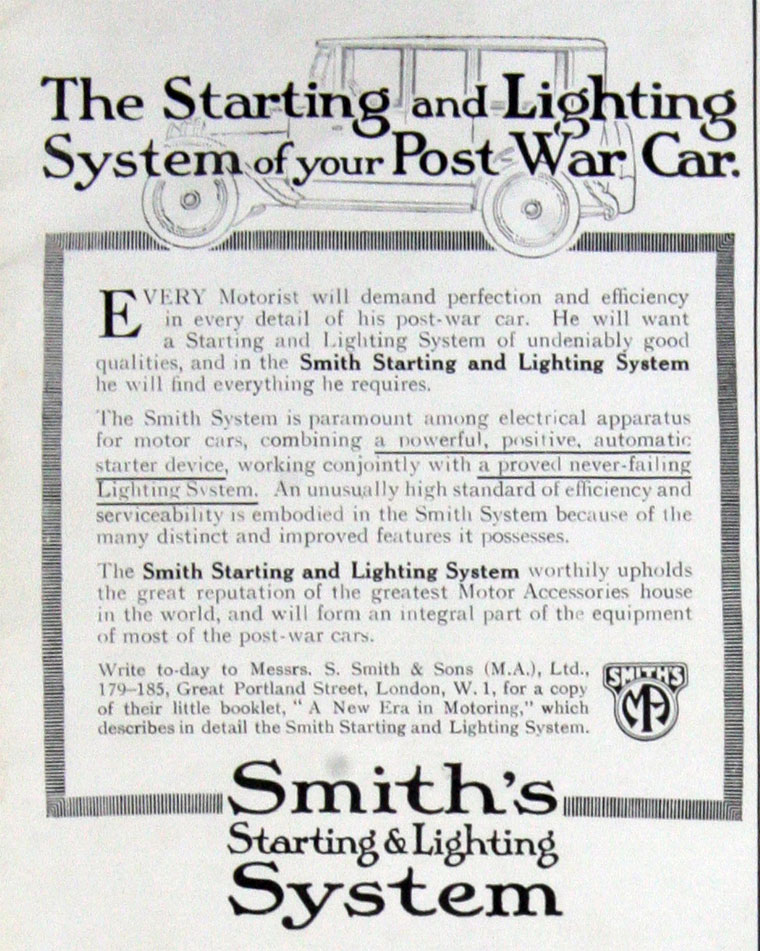 The Starting and Lighting
System of your Post War Car.
EVERY Motorist will demand perfection and efficiency
in every detail of his post-war car. He will want
a Starting and Lighting System of undeniably good
qualities, and in the Smith Starting and Lighting System
he will find everything he requires.
The Smith System is paramount among electrical apparatus
for motor cars, combining a powerful, positive, automatic
starter device, working conjointly with a proved never-failing
Lighting System. An unusually high standard of efficiency and
serviceability is embodied in the Smith System because of the
many distinct and improved features it possesses.
The Smith Starting and Lighting System worthily upholds
the great reputation of the greatest Motor Accessories house
in the world, and will form an integral part of the equipment
of most of the post-war cars.
Write to-day to Messrs. S. Smith & Sons (M.A.), Ltd.,
179–185, Great Portland Street, London, W. 1, for a copy
of their little booklet, “ A New Era in Motoring,” which
describes in detail the Smith Starting and Lighting System.
SMITH'S
MA
Smith's
Starting & Lighting
System